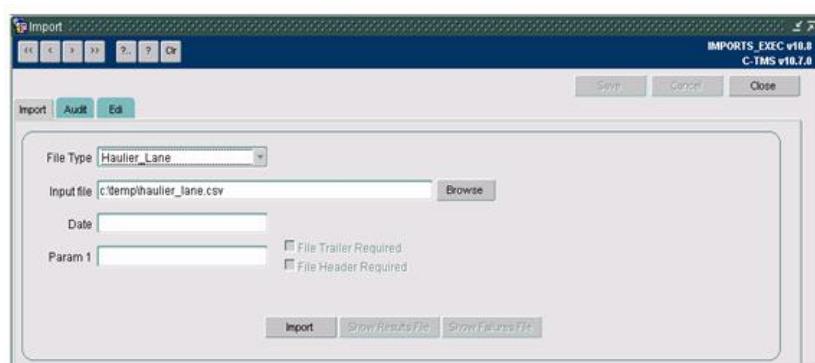 Import
<< < > >> ?.. ? Clr
IMPORTS_EXEC v10.8
C-TMS v10.7.0
Save Cancel Close
Import Audit Edi
File Type Haulier_Lane
Input file c:\temp\haulier_lane.csv Browse
Date
Param 1
File Trailer Required
File Header Required
Import Show Results File Show Failures File